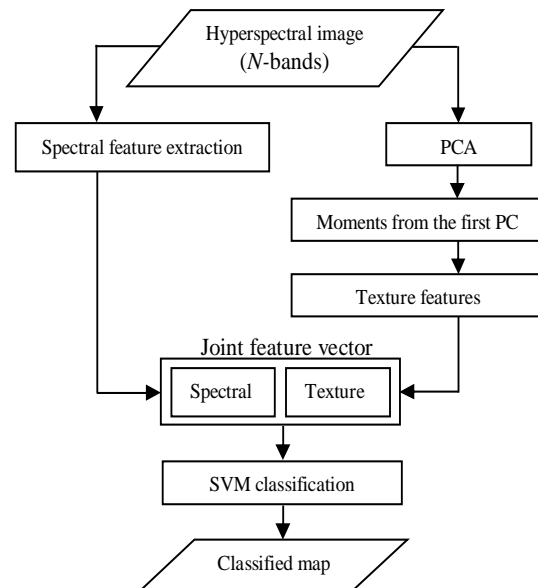 Hyperspectral image
(N-bands)
Spectral feature extraction
PCA
Moments from the first PC
Texture features
Joint feature vector
Spectral
Texture
SVM classification
Classified map